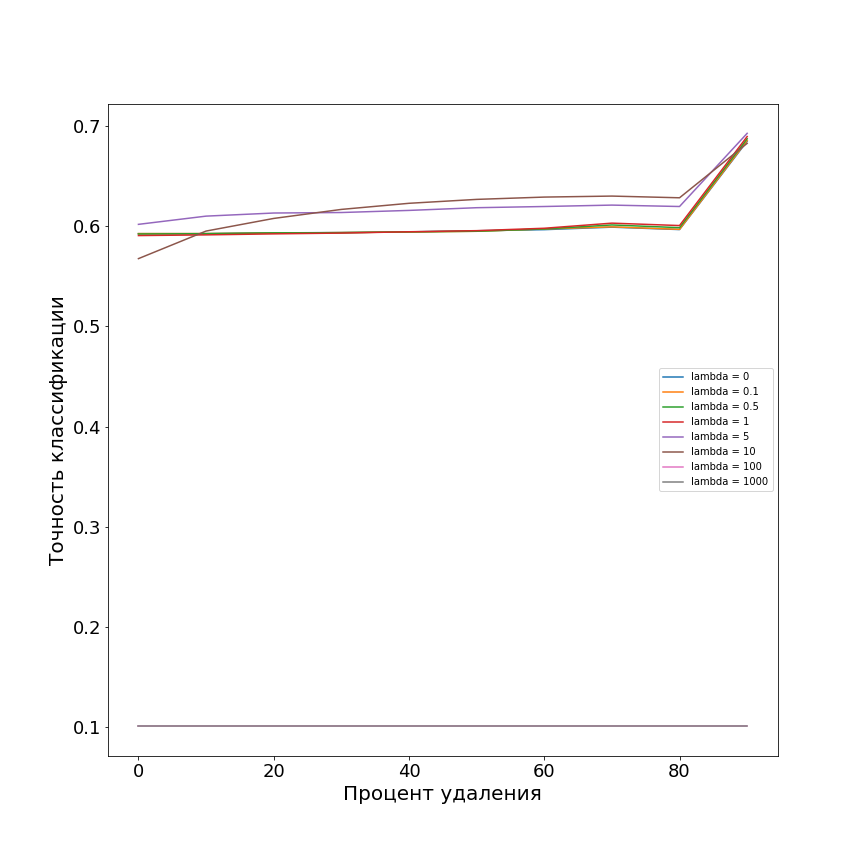 0.7
0.6
0.5
0.4
0.3
0.2
0.1
Точность классификации
lambda = 0
lambda = 0.1
lambda = 0.5
lambda = 1
lambda = 5
lambda = 10
lambda = 100
lambda = 1000
0 20 40 60 80
Процент удаления